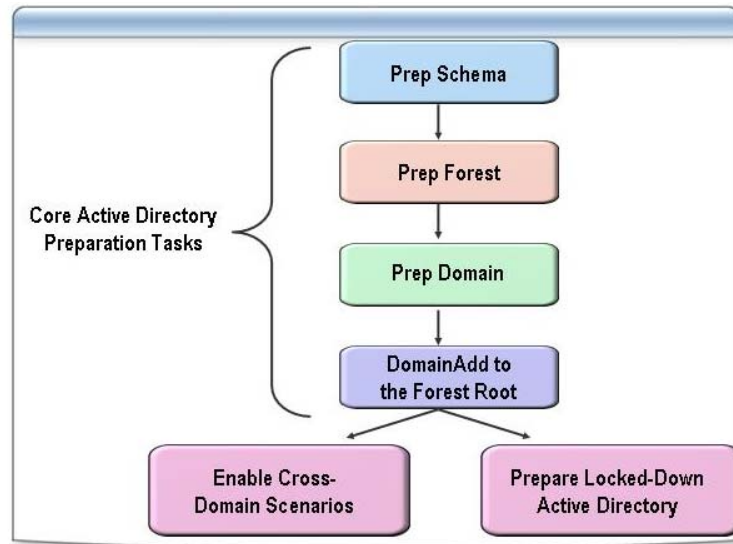 Prep Schema
Prep Forest
Core Active Directory
Preparation Tasks
Prep Domain
DomainAdd to
the Forest Root
Enable Cross-
Domain Scenarios
Prepare Locked-Down
Active Directory